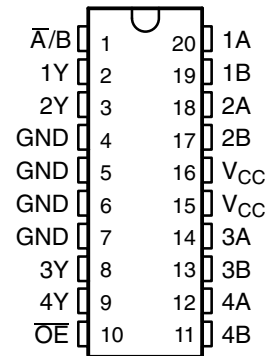 A̅/B 1 20 1A
1Y 2 19 1B
2Y 3 18 2A
GND 4 17 2B
GND 5 16 VCC
GND 6 15 VCC
GND 7 14 3A
3Y 8 13 3B
4Y 9 12 4A
O̅E̅ 10 11 4B